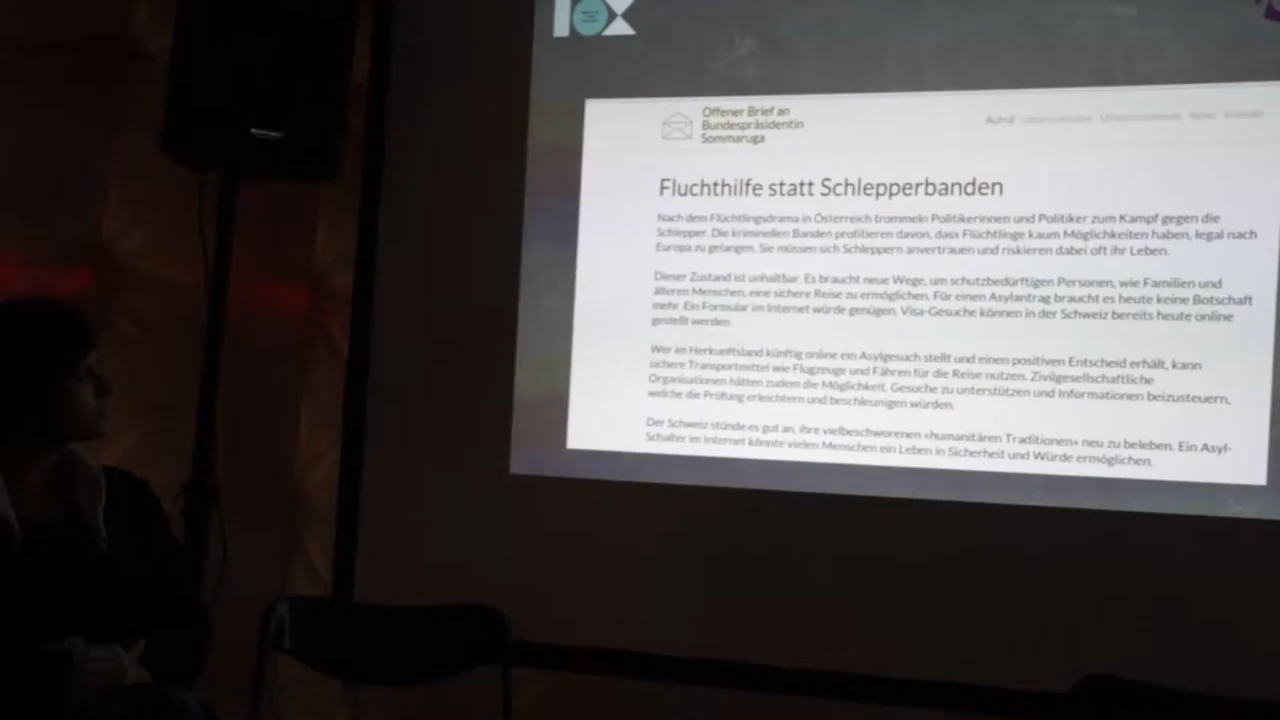 Offener Brief an
Bundespräsidentin
Sommaruga
Aufruf Unterzeichnen News Kontakt
Fluchthilfe statt Schlepperbanden
Nach dem Flüchtlingsdrama in Österreich trommeln Politikerinnen und Politiker zum Kampf gegen die
Schlepper. Die kriminellen Banden profitieren davon, dass Flüchtlinge kaum Möglichkeiten haben, legal nach
Europa zu gelangen. Sie müssen sich Schleppern anvertrauen und riskieren dabei oft ihr Leben.
Dieser Zustand ist unhaltbar. Es braucht neue Wege, um schutzbedürftigen Personen, wie Familien und
älteren Menschen, eine sichere Reise zu ermöglichen. Für einen Asylantrag braucht es heute keine Botschaft
mehr. Ein Formular im Internet würde genügen. Visa-Gesuche können in der Schweiz bereits heute online
gestellt werden.
Wer im Herkunftsland künftig online ein Asylgesuch stellt und einen positiven Entscheid erhält, kann
sichere Transportmittel wie Flugzeuge und Fähren für die Reise nutzen. Zivilgesellschaftliche
Organisationen hätten zudem die Möglichkeit, Gesuche zu unterstützen und Informationen beizusteuern,
welche die Prüfung erleichtern und beschleunigen würden.
Der Schweiz stünde es gut an, ihre vielbeschworenen «humanitären Traditionen» neu zu beleben. Ein Asyl-
Schalter im Internet könnte vielen Menschen ein Leben in Sicherheit und Würde ermöglichen.